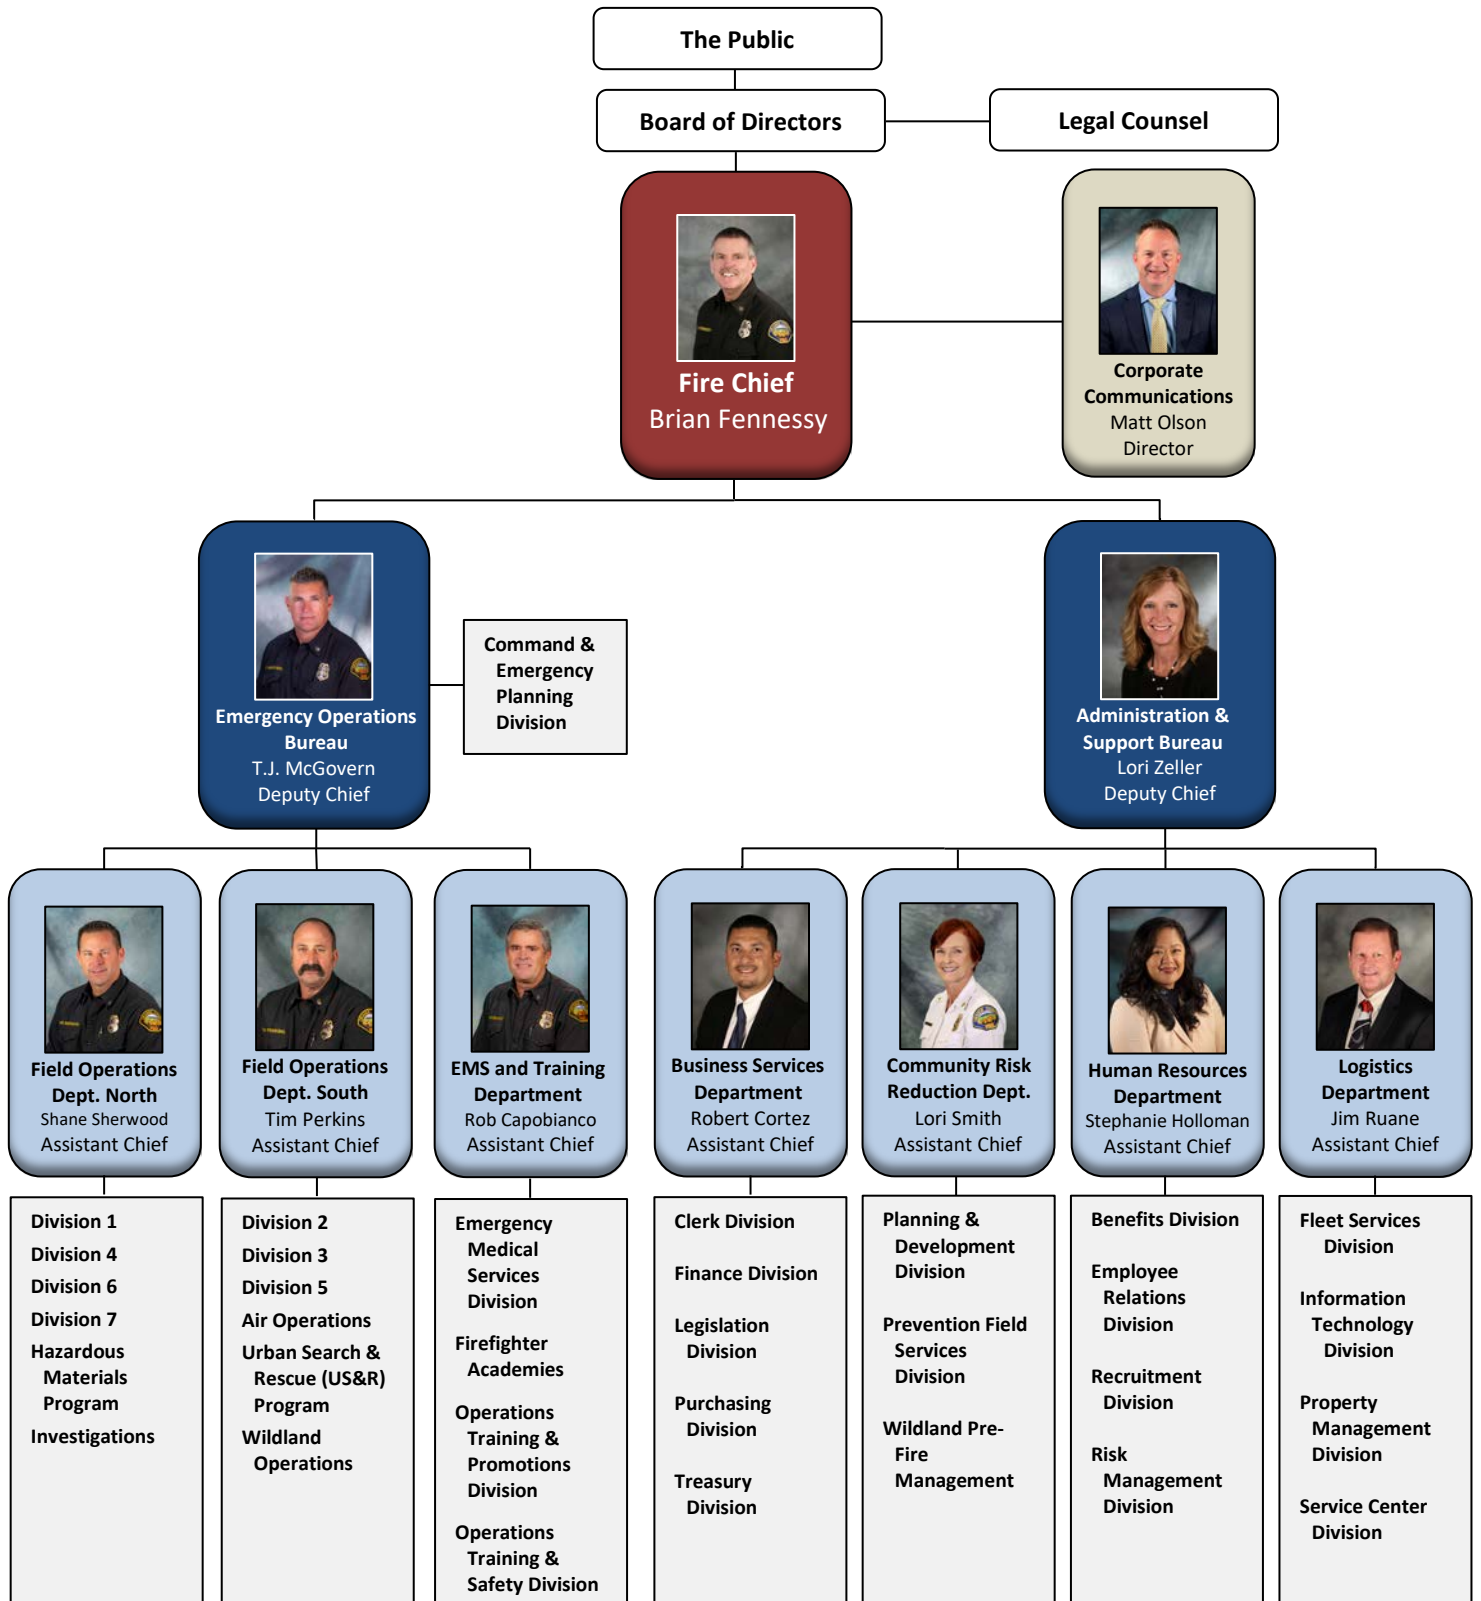 The Public
Board of Directors
Legal Counsel
Fire Chief
Brian Fennessy
Corporate
Communications
Matt Olson
Director
Emergency Operations
Bureau
T.J. McGovern
Deputy Chief
Command &
Emergency
Planning
Division
Administration &
Support Bureau
Lori Zeller
Deputy Chief
Field Operations
Dept. North
Shane Sherwood
Assistant Chief
Field Operations
Dept. South
Tim Perkins
Assistant Chief
EMS and Training
Department
Rob Capobianco
Assistant Chief
Business Services
Department
Robert Cortez
Assistant Chief
Community Risk
Reduction Dept.
Lori Smith
Assistant Chief
Human Resources
Department
Stephanie Holloman
Assistant Chief
Logistics
Department
Jim Ruane
Assistant Chief
Division 1
Division 4
Division 6
Division 7
Hazardous
Materials
Program
Investigations
Division 2
Division 3
Division 5
Air Operations
Urban Search &
Rescue (US&R)
Program
Wildland
Operations
Emergency
Medical
Services
Division
Firefighter
Academies
Operations
Training &
Promotions
Division
Operations
Training &
Safety Division
Clerk Division
Finance Division
Legislation
Division
Purchasing
Division
Treasury
Division
Planning &
Development
Division
Prevention Field
Services
Division
Wildland Pre-
Fire
Management
Benefits Division
Employee
Relations
Division
Recruitment
Division
Risk
Management
Division
Fleet Services
Division
Information
Technology
Division
Property
Management
Division
Service Center
Division